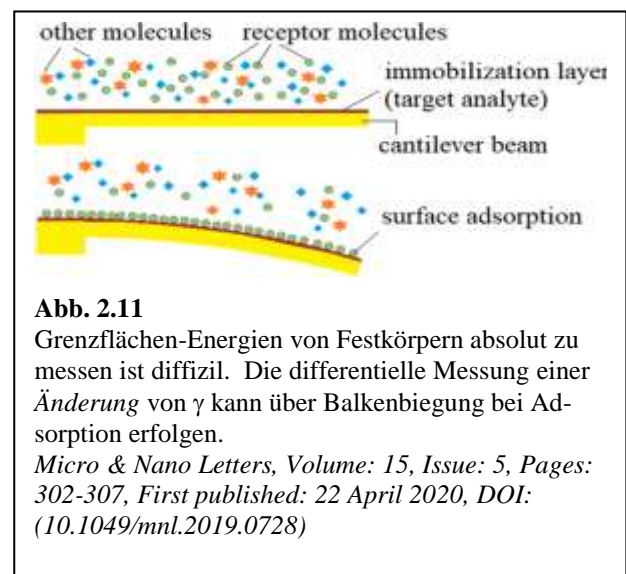 other molecules receptor molecules
immobilization layer
(target analyte)
cantilever beam
surface adsorption
Abb. 2.11
Grenzflächen-Energien von Festkörpern absolut zu
messen ist diffizil. Die differentielle Messung einer
Änderung von γ kann über Balkenbiegung bei Ad-
sorption erfolgen.
Micro & Nano Letters, Volume: 15, Issue: 5, Pages:
302-307, First published: 22 April 2020, DOI:
(10.1049/mnl.2019.0728)